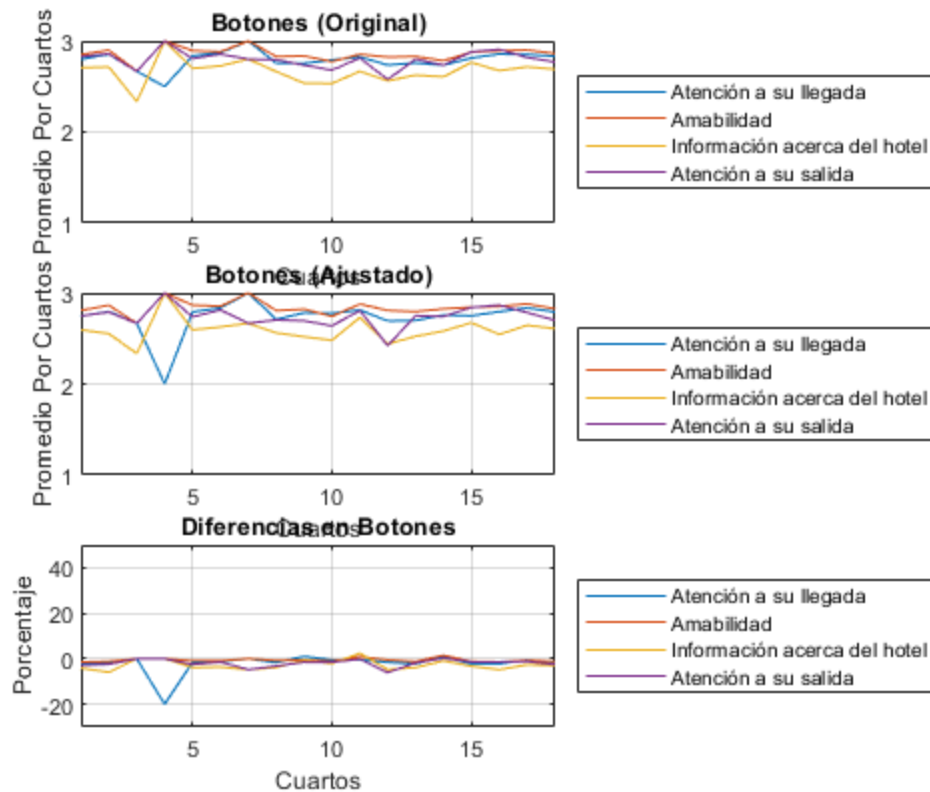 Botones (Original)
Promedio Por Cuartos
3
2
1
5
10
15
Cuartos
Atención a su llegada
Amabilidad
Información acerca del hotel
Atención a su salida
Botones (Ajustado)
Promedio Por Cuartos
3
2
1
5
10
15
Cuartos
Atención a su llegada
Amabilidad
Información acerca del hotel
Atención a su salida
Diferencias en Botones
Porcentaje
40
20
0
-20
5
10
15
Cuartos
Atención a su llegada
Amabilidad
Información acerca del hotel
Atención a su salida